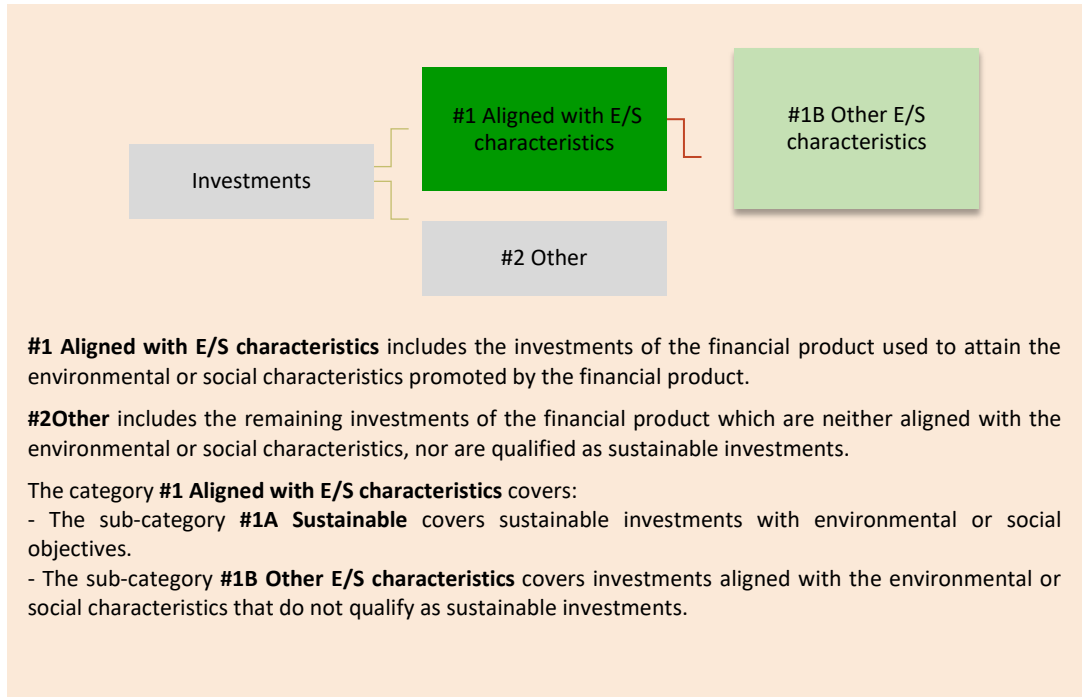 #1 Aligned with E/S
characteristics
#1B Other E/S
characteristics
Investments
#2 Other
#1 Aligned with E/S characteristics includes the investments of the financial product used to attain the
environmental or social characteristics promoted by the financial product.
#2Other includes the remaining investments of the financial product which are neither aligned with the
environmental or social characteristics, nor are qualified as sustainable investments.
The category #1 Aligned with E/S characteristics covers:
- The sub-category #1A Sustainable covers sustainable investments with environmental or social
objectives.
- The sub-category #1B Other E/S characteristics covers investments aligned with the environmental or
social characteristics that do not qualify as sustainable investments.